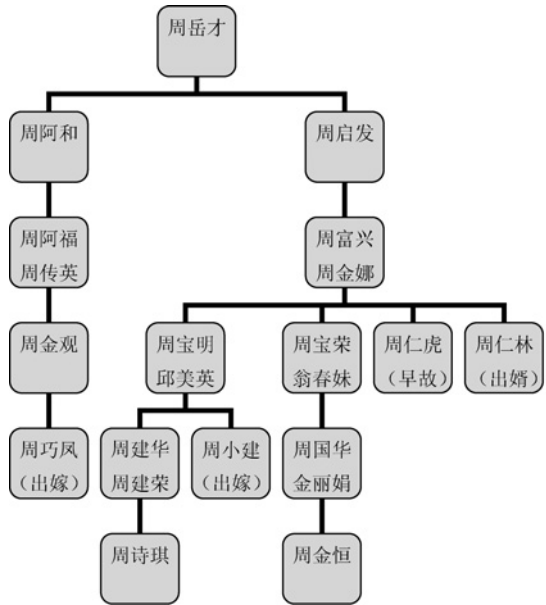 周岳才
周阿和
周启发
周阿福
周传英
周富兴
周金娜
周金观
周宝明
邱美英
周宝荣
翁春妹
周仁虎
（早故）
周仁林
（出婿）
周巧凤
（出嫁）
周建华
周建荣
周小建
（出嫁）
周国华
金丽娟
周诗琪
周金恒